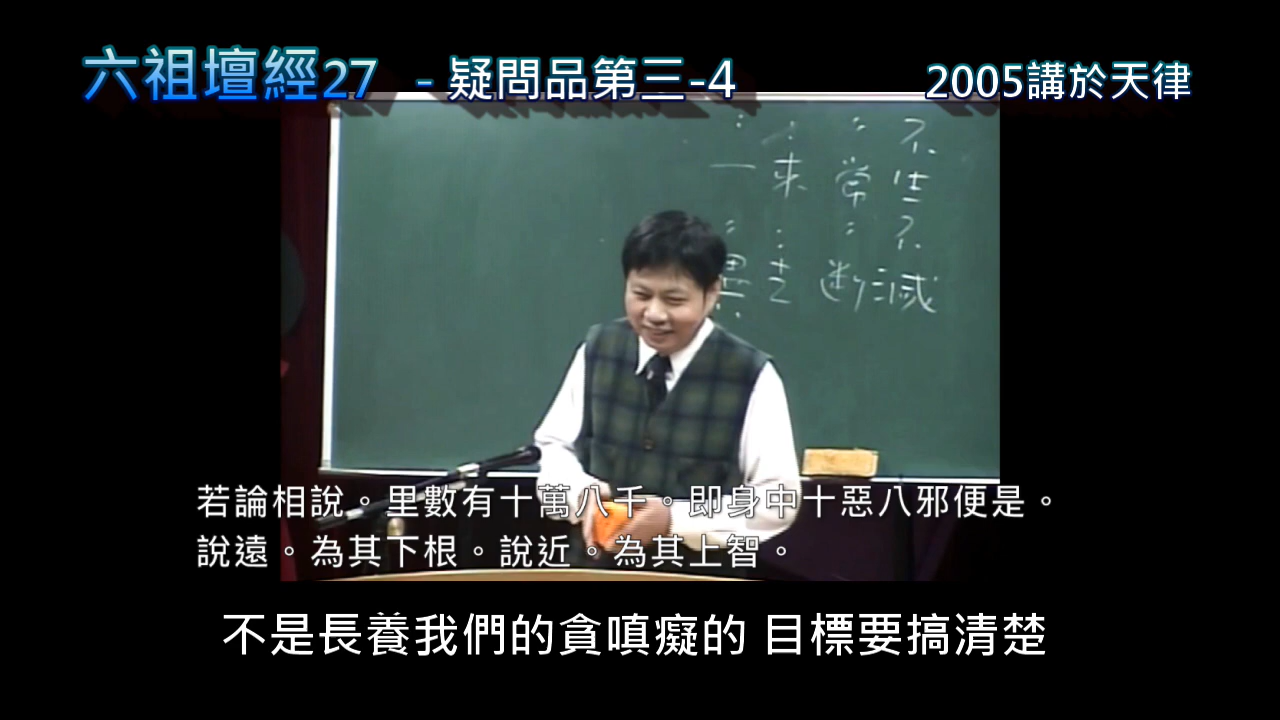 六祖壇經27 - 疑問品第三-4
2005講於天律
不生不滅
常 斷
來 去
一 異
若論相說。里數有十萬八千。即身中十惡八邪便是。
說遠。為其下根。說近。為其上智。
不是長養我們的貪嗔癡的 目標要搞清楚